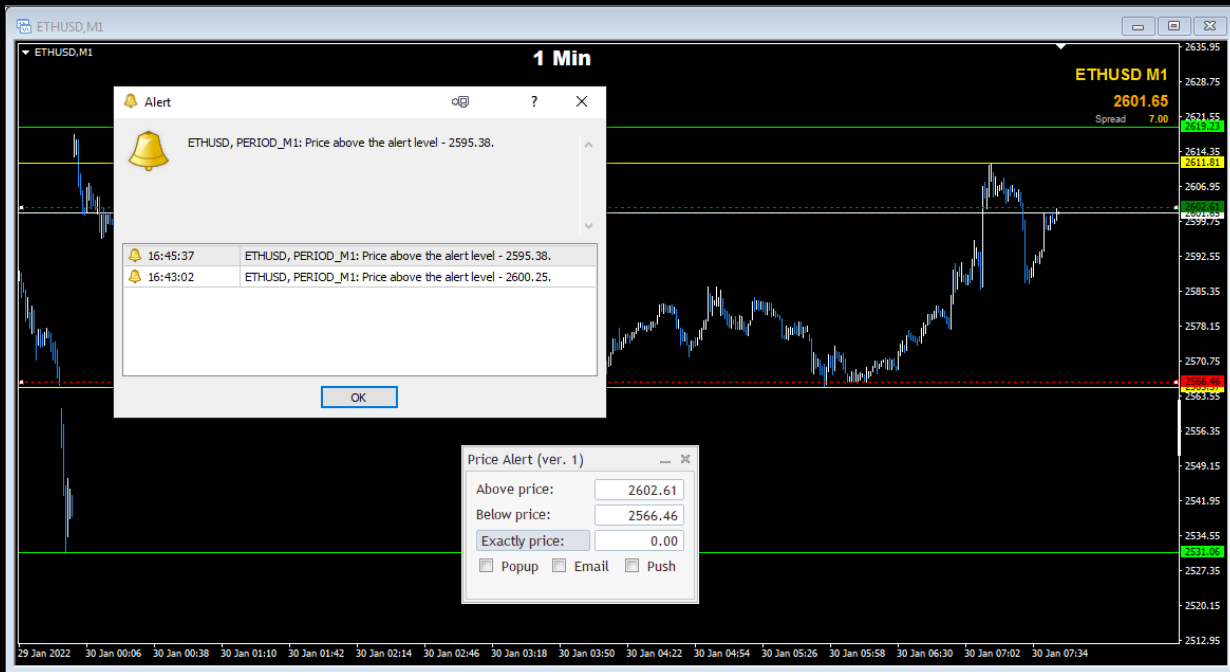 ETHUSD,M1
ETHUSD,M1
1 Min
ETHUSD M1
2601.65
Spread 7.00
Alert
?
ETHUSD, PERIOD_M1: Price above the alert level - 2595.38.
16:45:37 ETHUSD, PERIOD_M1: Price above the alert level - 2595.38.
16:43:02 ETHUSD, PERIOD_M1: Price above the alert level - 2600.25.
OK
Price Alert (ver. 1)
Above price: 2602.61
Below price: 2566.46
Exactly price: 0.00
Popup Email Push
2635.95
2628.75
2621.55
2619.23
2614.35
2611.81
2606.95
2602.61
2599.75
2592.55
2585.35
2578.15
2570.75
2566.46
2563.55
2556.35
2549.15
2541.95
2534.55
2531.06
2527.35
2520.15
2512.95
29 Jan 2022 30 Jan 00:06 30 Jan 00:38 30 Jan 01:10 30 Jan 01:42 30 Jan 02:14 30 Jan 02:46 30 Jan 03:18 30 Jan 03:50 30 Jan 04:22 30 Jan 04:54 30 Jan 05:26 30 Jan 05:58 30 Jan 06:30 30 Jan 07:02 30 Jan 07:34